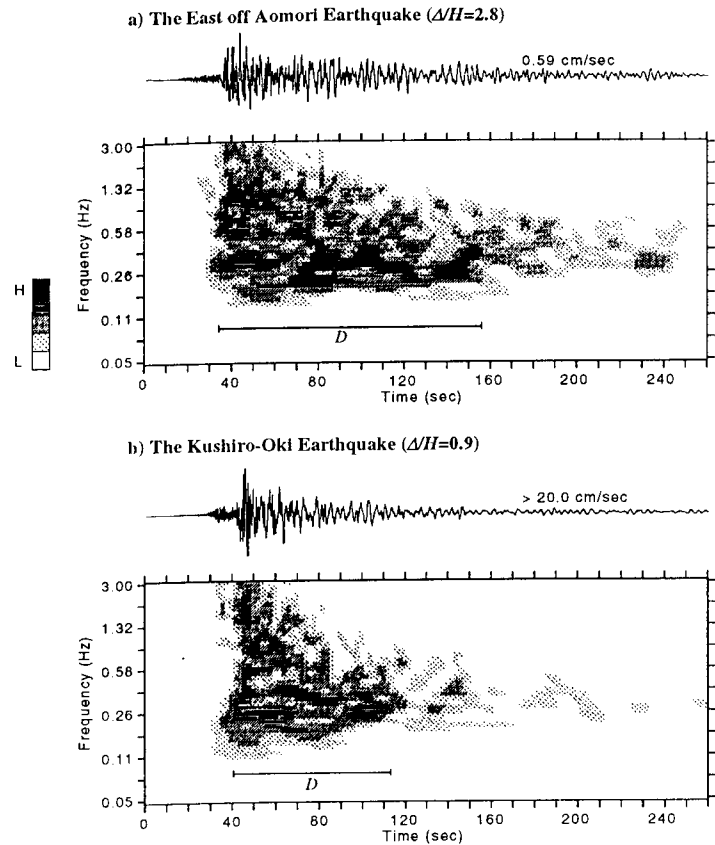 a) The East off Aomori Earthquake (Δ/H=2.8)
0.59 cm/sec
3.00
1.32
0.58
0.26
0.11
0.05
Frequency (Hz)
H
L
D
0 40 80 120 160 200 240
Time (sec)
b) The Kushiro-Oki Earthquake (Δ/H=0.9)
> 20.0 cm/sec
3.00
1.32
0.58
0.26
0.11
0.05
Frequency (Hz)
D
0 40 80 120 160 200 240
Time (sec)